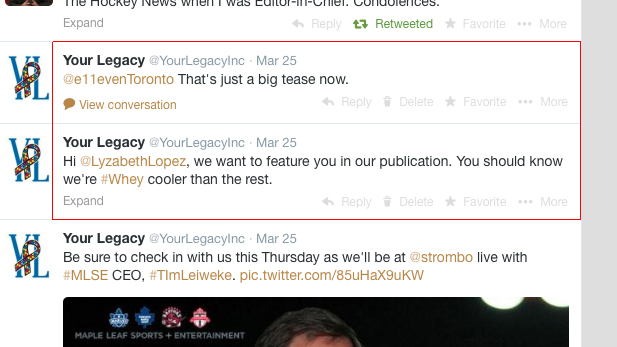 The Hockey News when I was Editor-in-Chief. Condolences.
Expand Reply Retweeted Favorite More
Your Legacy @YourLegacyInc · Mar 25
@e11evenToronto That's just a big tease now.
View conversation Reply Delete Favorite More
Your Legacy @YourLegacyInc · Mar 25
Hi @LyzabethLopez, we want to feature you in our publication. You should know
we're #Whey cooler than the rest.
Expand Reply Delete Favorite More
Your Legacy @YourLegacyInc · Mar 25
Be sure to check in with us this Thursday as we'll be at @strombo live with
#MLSE CEO, #TImLeiweke. pic.twitter.com/85uHaX9uKW
MAPLE LEAF SPORTS + ENTERTAINMENT